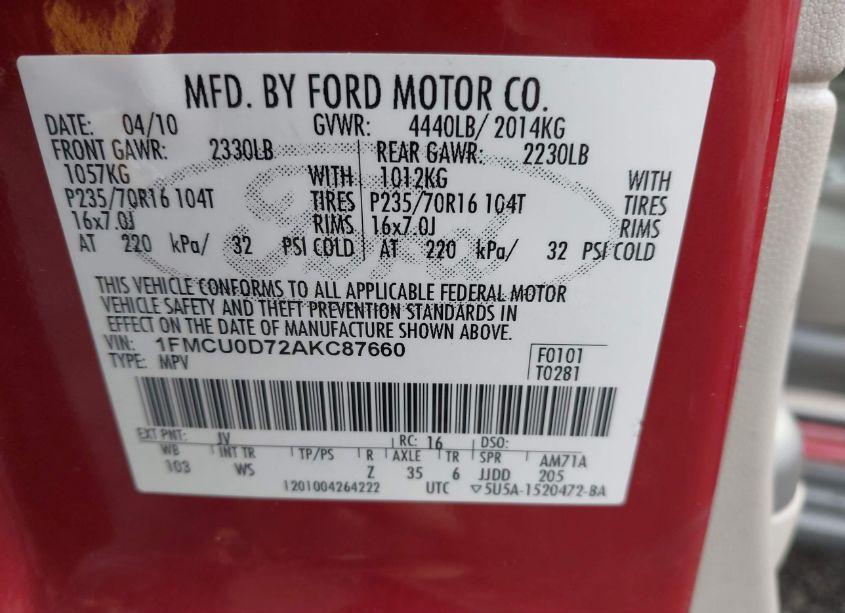 MFD. BY FORD MOTOR CO.
DATE: 04/10 GVWR: 4440LB/ 2014KG
FRONT GAWR: 2330LB REAR GAWR: 2230LB
1057KG WITH 1012KG WITH
P235/70R16 104T TIRES P235/70R16 104T TIRES
16x7.0J RIMS 16x7.0J RIMS
AT 220 kPa/ 32 PSI COLD AT 220 kPa/ 32 PSI COLD
THIS VEHICLE CONFORMS TO ALL APPLICABLE FEDERAL MOTOR
VEHICLE SAFETY AND THEFT PREVENTION STANDARDS IN
EFFECT ON THE DATE OF MANUFACTURE SHOWN ABOVE.
VIN: 1FMCU0D72AKC87660 F0101
TYPE: MPV T0281
EXT PNT: JV RC: 16 DSO:
WB INT TR TP/PS R AXLE TR SPR AM71A
103 WS Z 35 6 JJDD 205
1201004264222 UTC ▽5U5A-1520472-BA
Ford